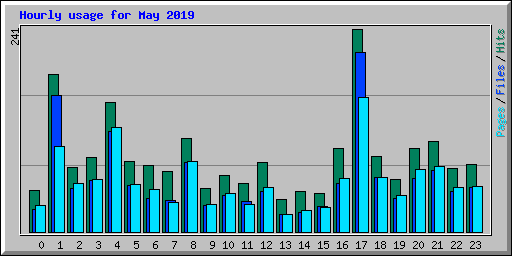 Hourly usage for May 2019
241
Pages/Files/Hits
0 1 2 3 4 5 6 7 8 9 10 11 12 13 14 15 16 17 18 19 20 21 22 23